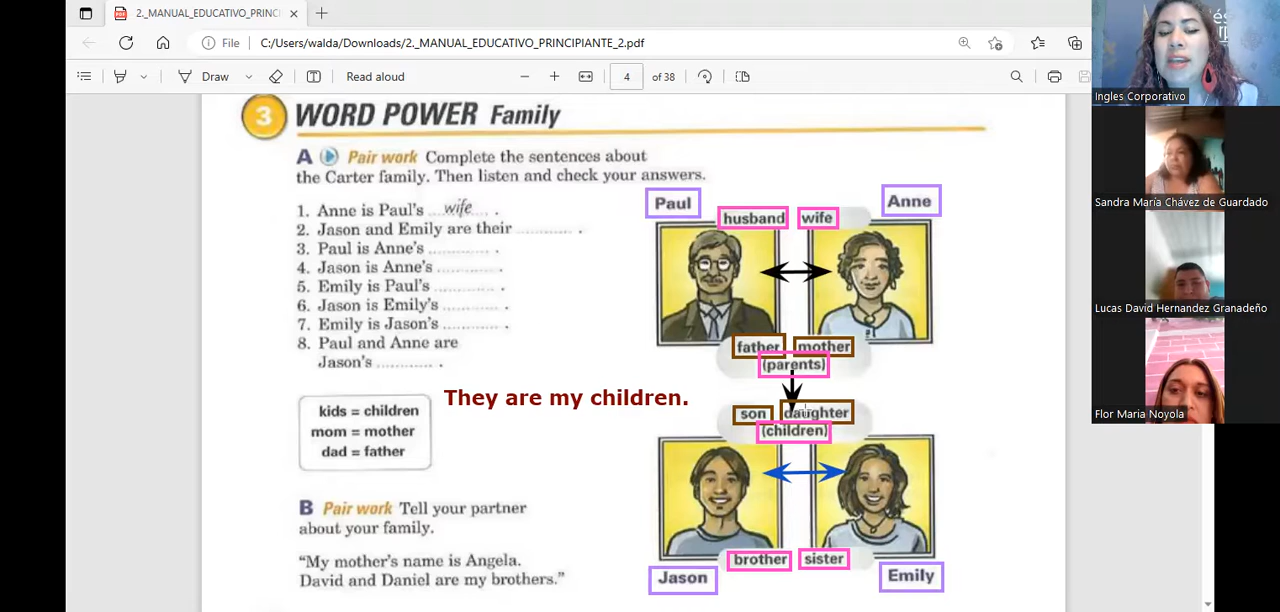 2._MANUAL_EDUCATIVO_PRINCI
File
C:/Users/walda/Downloads/2._MANUAL_EDUCATIVO_PRINCIPIANTE_2.pdf
Draw
Read aloud
4
of 38
3 WORD POWER Family
A Pair work Complete the sentences about
the Carter family. Then listen and check your answers.
1. Anne is Paul's ....wife.... .
2. Jason and Emily are their ............ .
3. Paul is Anne's ............ .
4. Jason is Anne's ............ .
5. Emily is Paul's ............ .
6. Jason is Emily's ............ .
7. Emily is Jason's ............ .
8. Paul and Anne are
Jason's ............ .
kids = children
mom = mother
dad = father
B Pair work Tell your partner
about your family.
"My mother's name is Angela.
David and Daniel are my brothers."
They are my children.
Paul
Anne
husband wife
father mother
(parents)
son daughter
(children)
brother sister
Jason
Emily
Ingles Corporativo
Sandra María Chávez de Guardado
Lucas David Hernandez Granadeño
Flor Maria Noyola